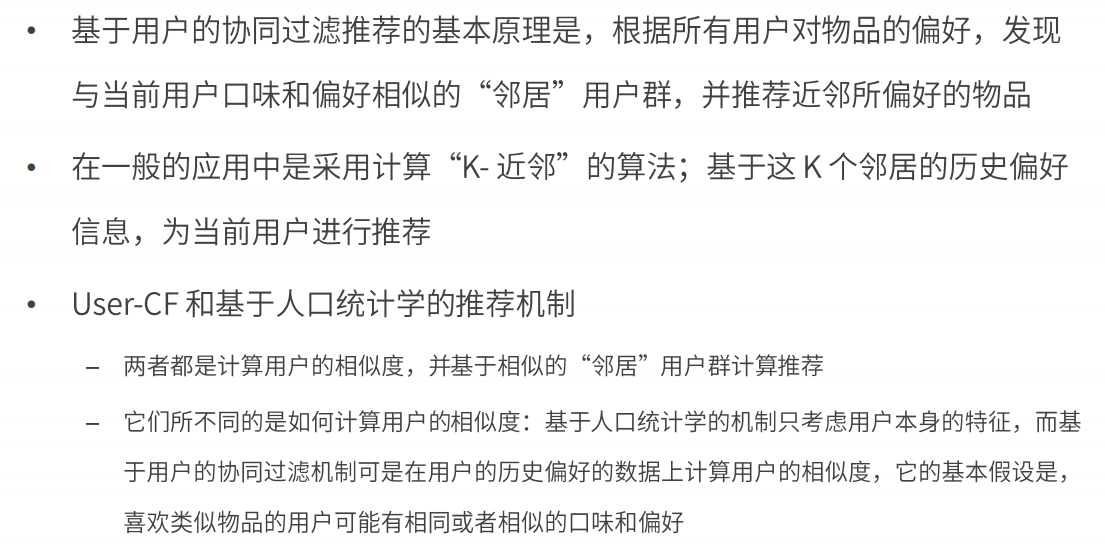 • 基于用户的协同过滤推荐的基本原理是，根据所有用户对物品的偏好，发现
与当前用户口味和偏好相似的“邻居”用户群，并推荐近邻所偏好的物品
• 在一般的应用中是采用计算“K- 近邻”的算法；基于这 K 个邻居的历史偏好
信息，为当前用户进行推荐
• User-CF 和基于人口统计学的推荐机制
– 两者都是计算用户的相似度，并基于相似的“邻居”用户群计算推荐
– 它们所不同的是如何计算用户的相似度：基于人口统计学的机制只考虑用户本身的特征，而基
于用户的协同过滤机制可是在用户的历史偏好的数据上计算用户的相似度，它的基本假设是，
喜欢类似物品的用户可能有相同或者相似的口味和偏好